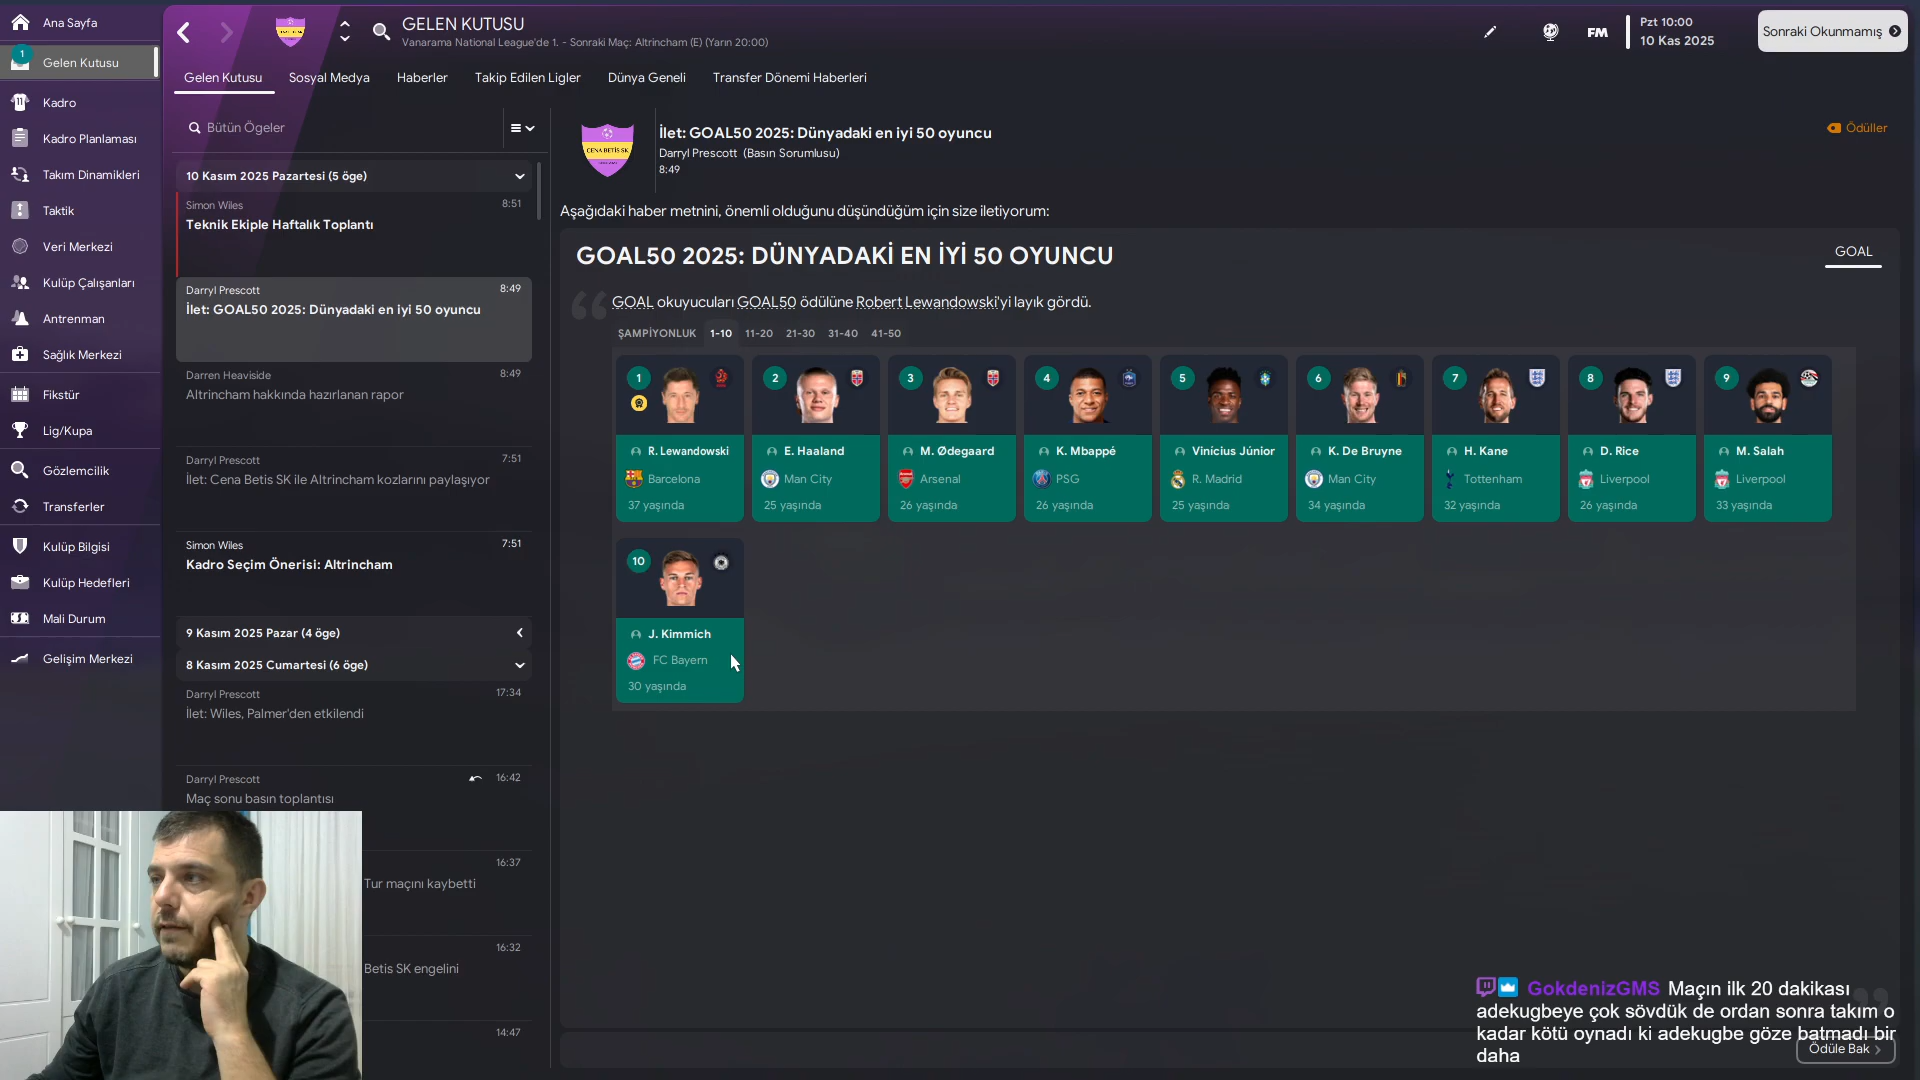 Ana Sayfa
1
Gelen Kutusu
Kadro
Kadro Planlaması
Takım Dinamikleri
Taktik
Veri Merkezi
Kulüp Çalışanları
Antrenman
Sağlık Merkezi
Fikstür
Lig/Kupa
Gözlemcilik
Transferler
Kulüp Bilgisi
Kulüp Hedefleri
Mali Durum
Gelişim Merkezi
GELEN KUTUSU
Vanarama National League'de 1. - Sonraki Maç: Altrincham (E) (Yarın 20:00)
FM
Pzt 10:00
10 Kas 2025
Sonraki Okunmamış
Gelen Kutusu Sosyal Medya Haberler Takip Edilen Ligler Dünya Geneli Transfer Dönemi Haberleri
Bütün Ögeler
10 Kasım 2025 Pazartesi (5 öge)
Simon Wiles 8:51
Teknik Ekiple Haftalık Toplantı
Darryl Prescott 8:49
İlet: GOAL50 2025: Dünyadaki en iyi 50 oyuncu
Darren Heaviside 8:49
Altrincham hakkında hazırlanan rapor
Darryl Prescott 7:51
İlet: Cena Betis SK ile Altrincham kozlarını paylaşıyor
Simon Wiles 7:51
Kadro Seçim Önerisi: Altrincham
9 Kasım 2025 Pazar (4 öge)
8 Kasım 2025 Cumartesi (6 öge)
Darryl Prescott 17:34
İlet: Wiles, Palmer'den etkilendi
Darryl Prescott 16:42
Maç sonu basın toplantısı
16:37
Tur maçını kaybetti
16:32
Betis SK engelini
14:47
CENA BETİS SK
İlet: GOAL50 2025: Dünyadaki en iyi 50 oyuncu
Darryl Prescott (Basın Sorumlusu)
8:49
Ödüller
Aşağıdaki haber metnini, önemli olduğunu düşündüğüm için size iletiyorum:
GOAL50 2025: DÜNYADAKİ EN İYİ 50 OYUNCU
GOAL
GOAL okuyucuları GOAL50 ödülüne Robert Lewandowski'yi layık gördü.
ŞAMPİYONLUK 1-10 11-20 21-30 31-40 41-50
1 2 3 4 5 6 7 8 9
R. Lewandowski E. Haaland M. Ødegaard K. Mbappé Vinícius Júnior K. De Bruyne H. Kane D. Rice M. Salah
Barcelona Man City Arsenal PSG R. Madrid Man City Tottenham Liverpool Liverpool
37 yaşında 25 yaşında 26 yaşında 26 yaşında 25 yaşında 34 yaşında 32 yaşında 26 yaşında 33 yaşında
10
J. Kimmich
FC Bayern
30 yaşında
GokdenizGMS Maçın ilk 20 dakikası
adekugbeye çok sövdük de ordan sonra takım o
kadar kötü oynadı ki adekugbe göze batmadı bir
daha
Ödüle Bak